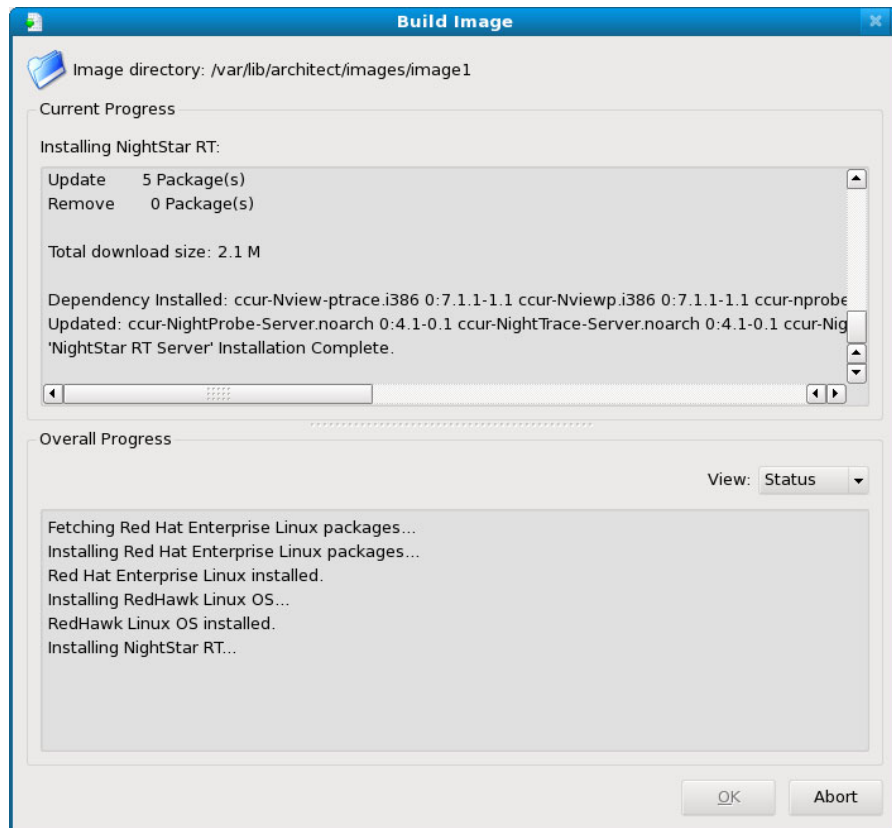 Build Image
Image directory: /var/lib/architect/images/image1
Current Progress
Installing NightStar RT:
Update 5 Package(s)
Remove 0 Package(s)
Total download size: 2.1 M
Dependency Installed: ccur-Nview-ptrace.i386 0:7.1.1-1.1 ccur-Nviewp.i386 0:7.1.1-1.1 ccur-nprobe
Updated: ccur-NightProbe-Server.noarch 0:4.1-0.1 ccur-NightTrace-Server.noarch 0:4.1-0.1 ccur-Nig
'NightStar RT Server' Installation Complete.
Overall Progress
View: Status
Fetching Red Hat Enterprise Linux packages...
Installing Red Hat Enterprise Linux packages...
Red Hat Enterprise Linux installed.
Installing RedHawk Linux OS...
RedHawk Linux OS installed.
Installing NightStar RT...
OK Abort